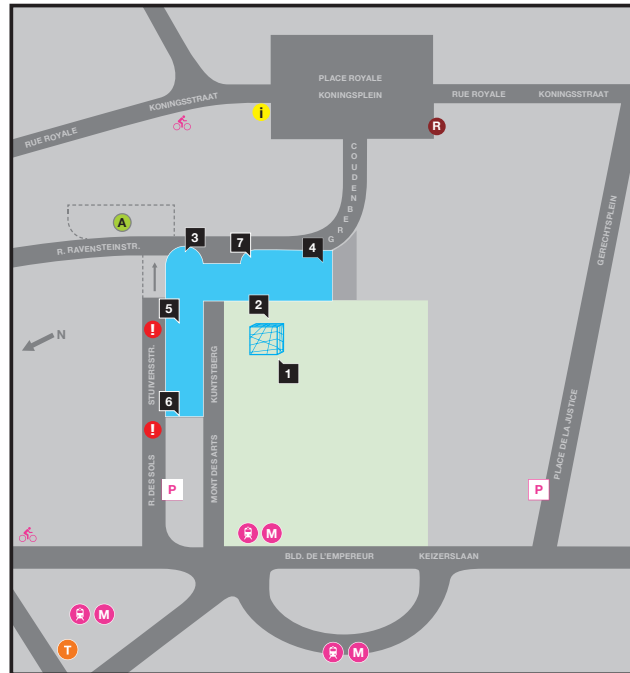 PLACE ROYALE
KONINGSPLEIN
RUE ROYALE
KONINGSSTRAAT
KONINGSSTRAAT
RUE ROYALE
i
R
COUDENBERG
A
R. RAVENSTEINSTR.
GERECHTSPLEIN
PLACE DE LA JUSTICE
3
7
4
5
2
1
6
N
!
!
STUIVERSSTR.
R. DES SOLS
KUNTSTBERG
MONT DES ARTS
P
P
M
BLD. DE L'EMPEREUR
KEIZERSLAAN
M
T
M